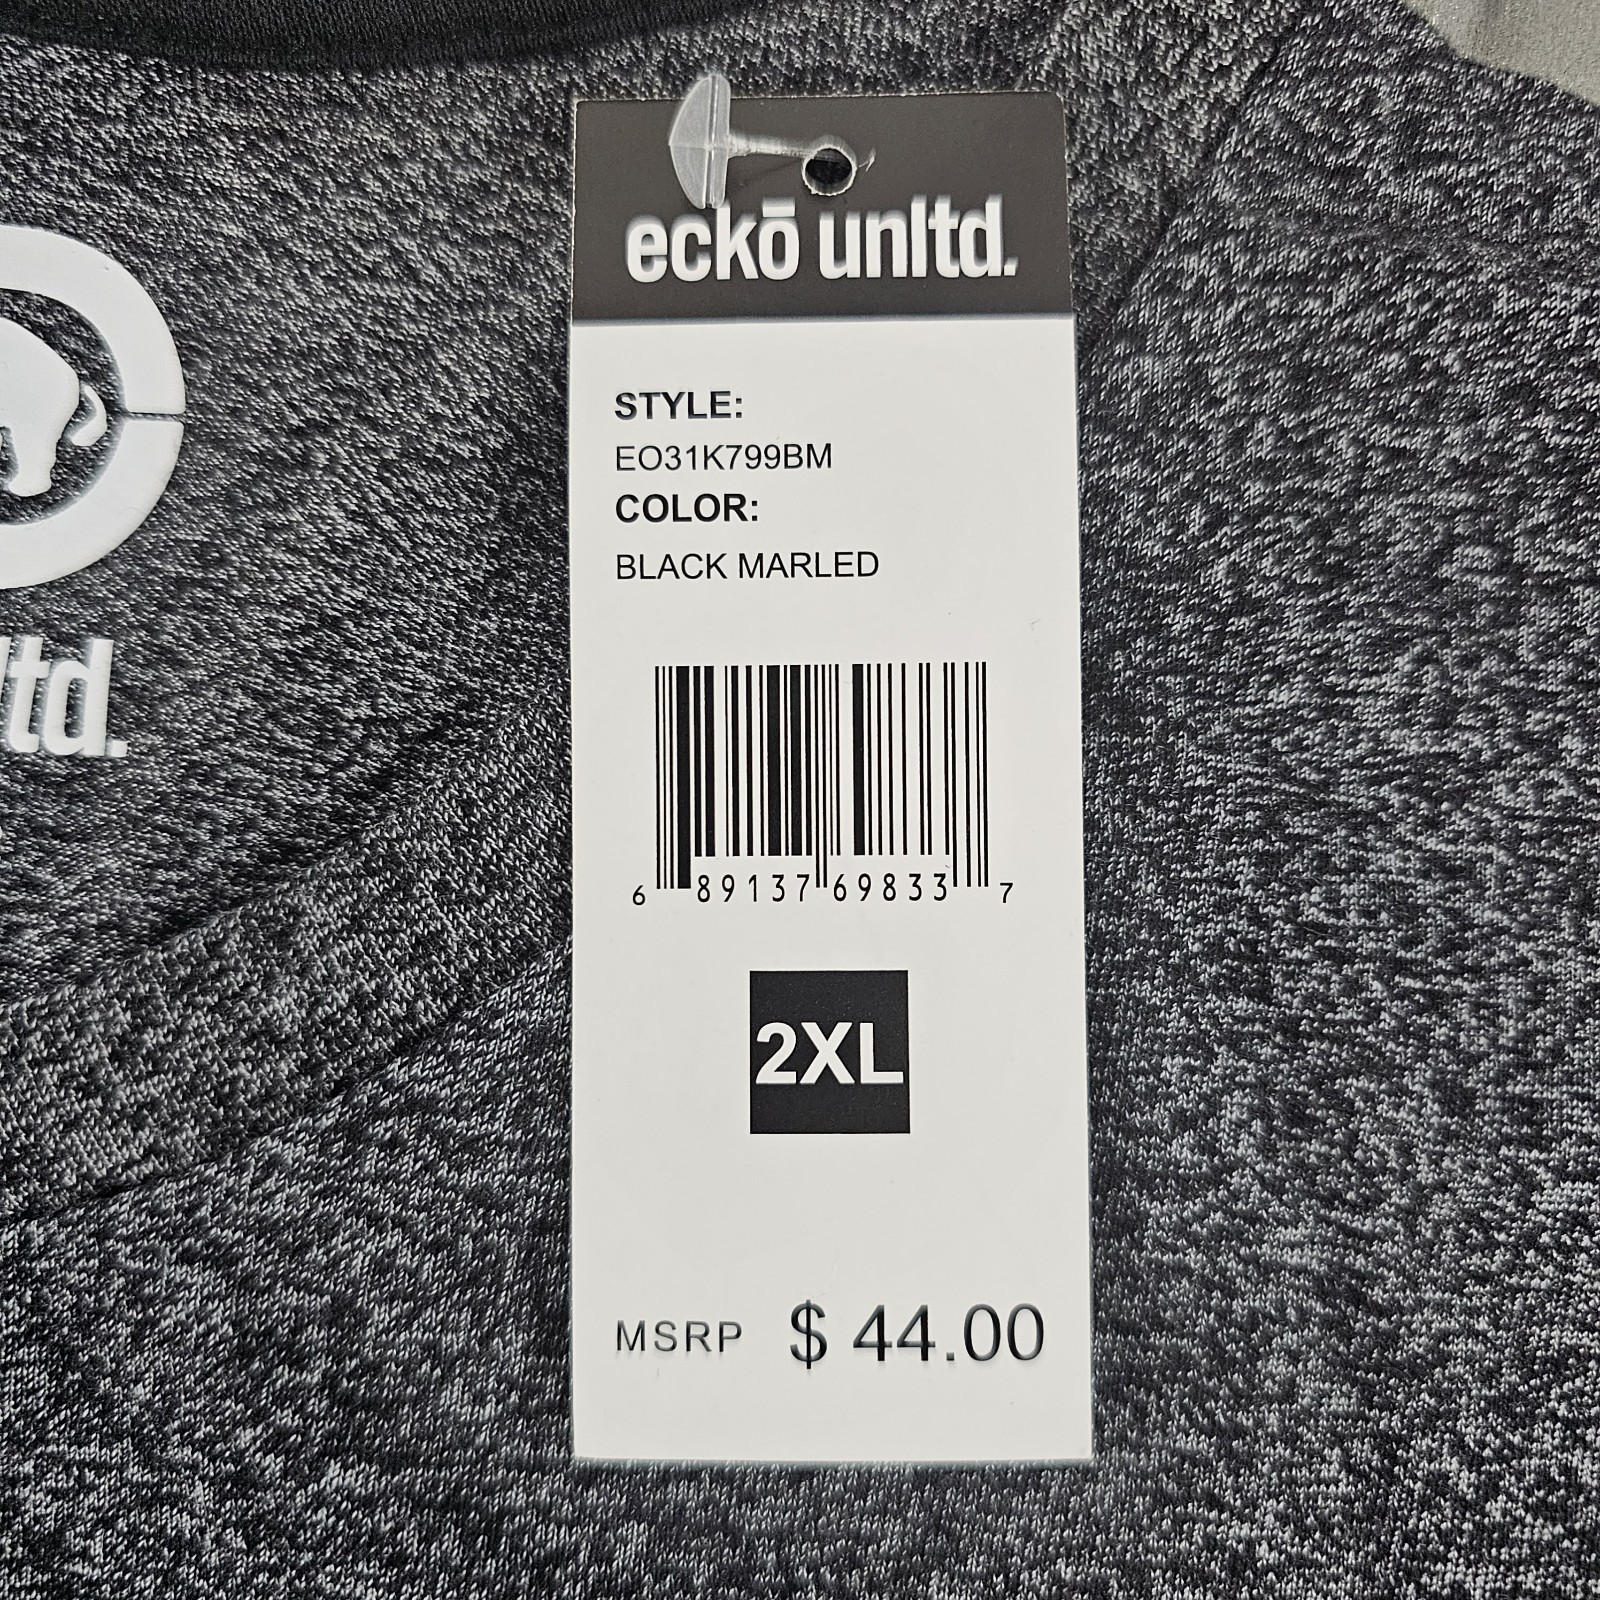 eckō unltd.
STYLE:
EO31K799BM
COLOR:
BLACK MARLED
6 89137 69833 7
2XL
MSRP $ 44.00
ltd.